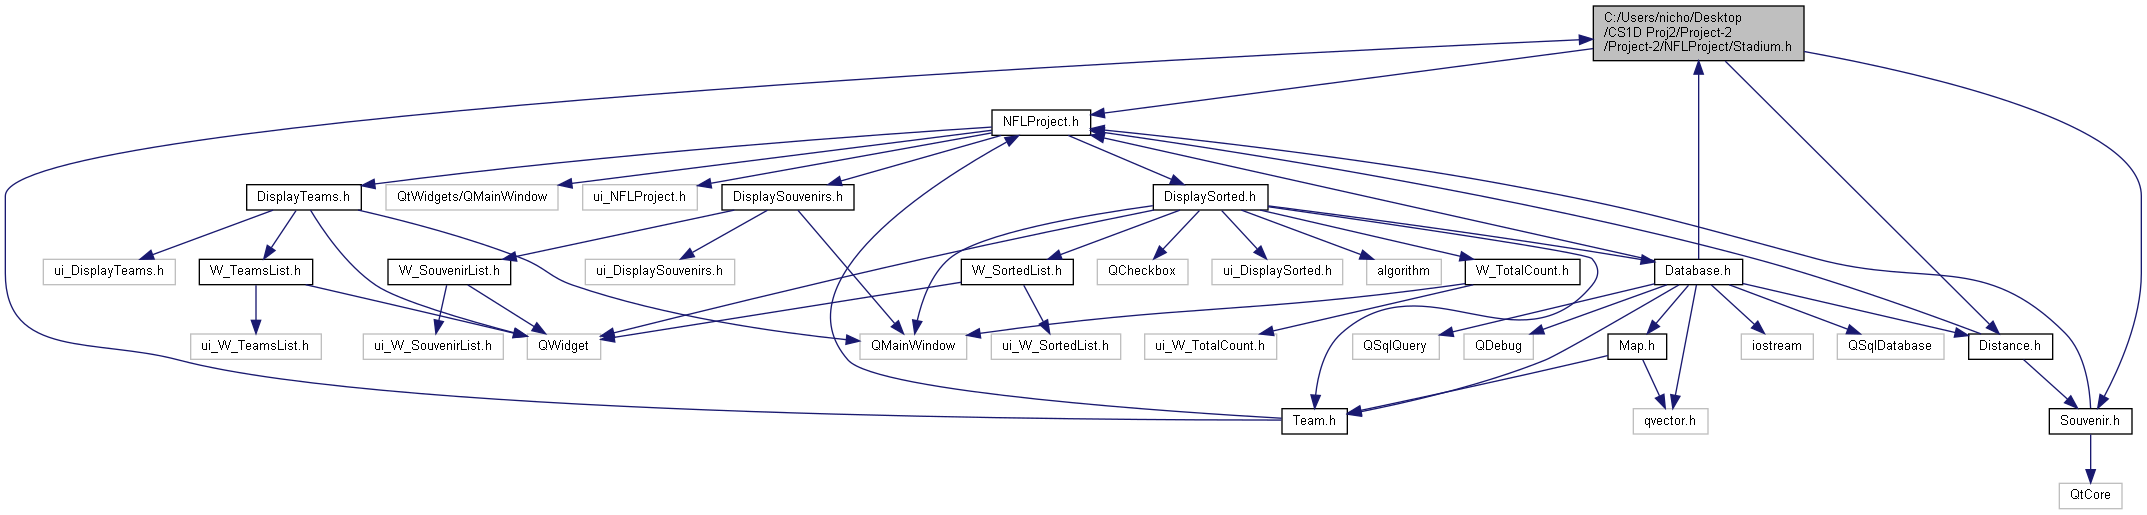 C:/Users/nicho/Desktop
/CS1D Proj2/Project-2
/Project-2/NFLProject/Stadium.h
NFLProject.h
DisplayTeams.h
QtWidgets/QMainWindow
ui_NFLProject.h
DisplaySouvenirs.h
DisplaySorted.h
ui_DisplayTeams.h
W_TeamsList.h
W_SouvenirList.h
ui_DisplaySouvenirs.h
W_SortedList.h
QCheckbox
ui_DisplaySorted.h
algorithm
W_TotalCount.h
Database.h
ui_W_TeamsList.h
ui_W_SouvenirList.h
QWidget
QMainWindow
ui_W_SortedList.h
ui_W_TotalCount.h
QSqlQuery
QDebug
Map.h
iostream
QSqlDatabase
Distance.h
Team.h
qvector.h
Souvenir.h
QtCore